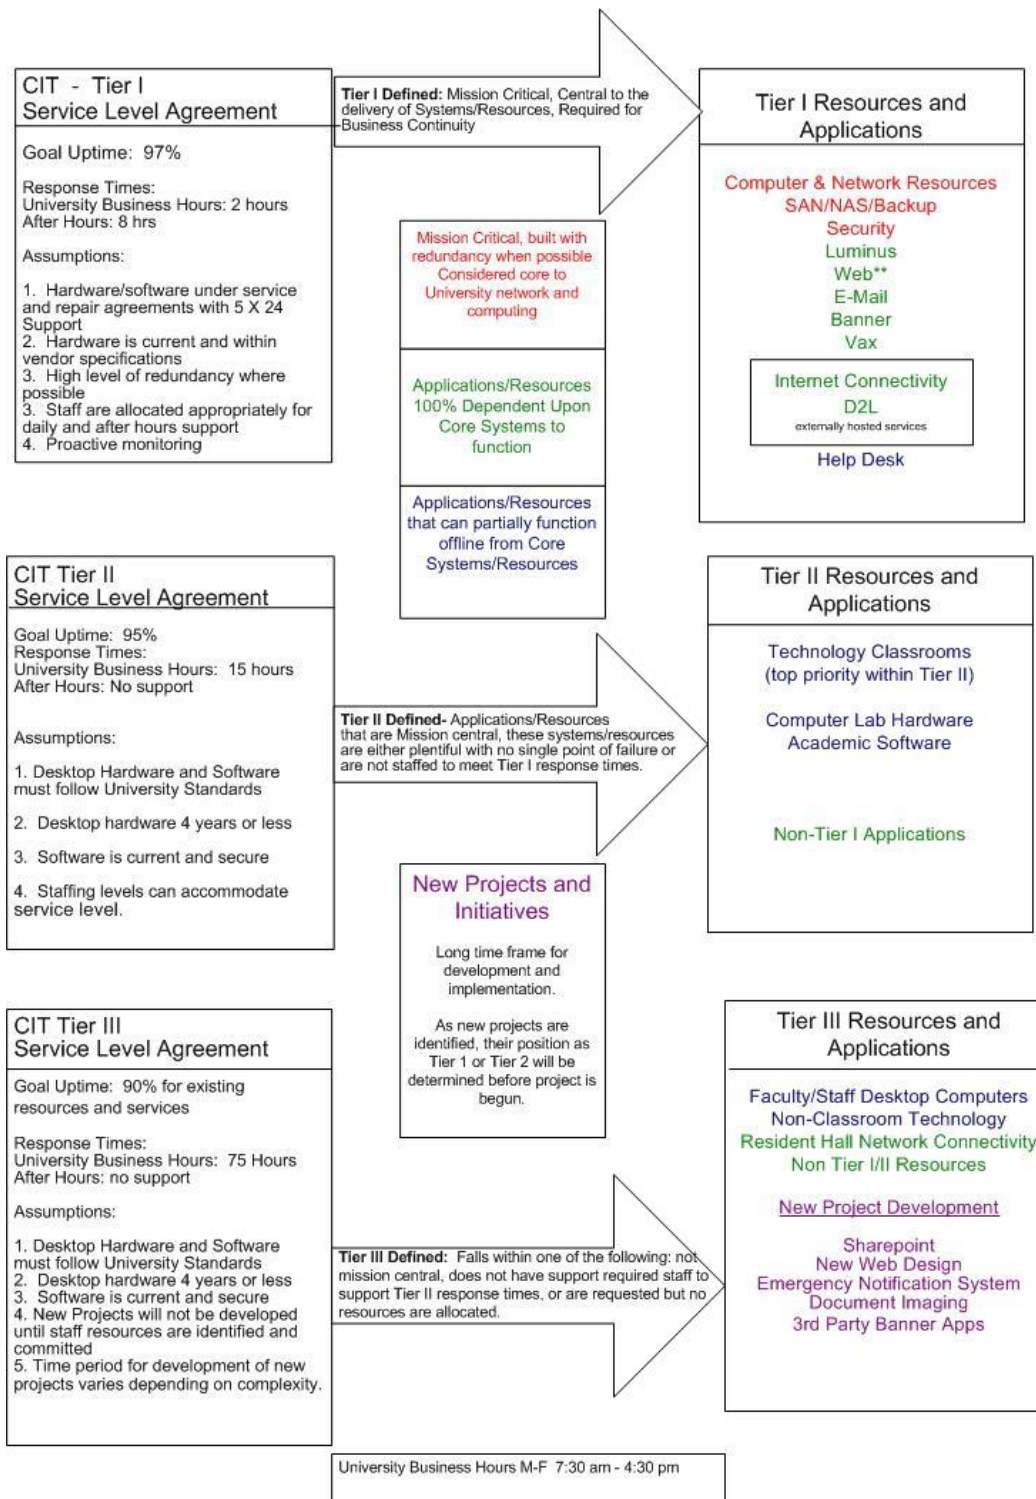 CIT  -  Tier I
Service Level Agreement
Goal Uptime:  97%
Response Times:
University Business Hours: 2 hours
After Hours: 8 hrs
Assumptions:
1.  Hardware/software under service
and repair agreements with 5 X 24
Support
2.  Hardware is current and within
vendor specifications
3.  High level of redundancy where
possible
3.  Staff are allocated appropriately for
daily and after hours support
4.  Proactive monitoring
Tier I Defined: Mission Critical, Central to the
delivery of Systems/Resources, Required for
Business Continuity
Tier I Resources and
Applications
Computer & Network Resources
SAN/NAS/Backup
Security
Luminus
Web**
E-Mail
Banner
Vax
Internet Connectivity
D2L
externally hosted services
Help Desk
Mission Critical, built with
redundancy when possible
Considered core to
University network and
computing
Applications/Resources
100% Dependent Upon
Core Systems to
function
Applications/Resources
that can partially function
offline from Core
Systems/Resources
CIT Tier II
Service Level Agreement
Goal Uptime:  95%
Response Times:
University Business Hours:  15 hours
After Hours: No support
Assumptions:
1. Desktop Hardware and Software
must follow University Standards
2.  Desktop hardware 4 years or less
3.  Software is current and secure
4.  Staffing levels can accommodate
service level.
Tier II Defined- Applications/Resources
that are Mission central, these systems/resources
are either plentiful with no single point of failure or
are not staffed to meet Tier I response times.
Tier II Resources and
Applications
Technology Classrooms
(top priority within Tier II)
Computer Lab Hardware
Academic Software
Non-Tier I Applications
New Projects and
Initiatives
Long time frame for
development and
implementation.
As new projects are
identified, their position as
Tier 1 or Tier 2 will be
determined before project is
begun.
CIT Tier III
Service Level Agreement
Goal Uptime:  90% for existing
resources and services
Response Times:
University Business Hours:  75 Hours
After Hours: no support
Assumptions:
1. Desktop Hardware and Software
must follow University Standards
2.  Desktop hardware 4 years or less
3.  Software is current and secure
4.  New Projects will not be developed
until staff resources are identified and
committed
5. Time period for development of new
projects varies depending on complexity.
Tier III Defined:  Falls within one of the following: not
mission central, does not have support required staff to
support Tier II response times, or are requested but no
resources are allocated.
Tier III Resources and
Applications
Faculty/Staff Desktop Computers
Non-Classroom Technology
Resident Hall Network Connectivity
Non Tier I/II Resources
New Project Development
Sharepoint
New Web Design
Emergency Notification System
Document Imaging
3rd Party Banner Apps
University Business Hours M-F  7:30 am - 4:30 pm